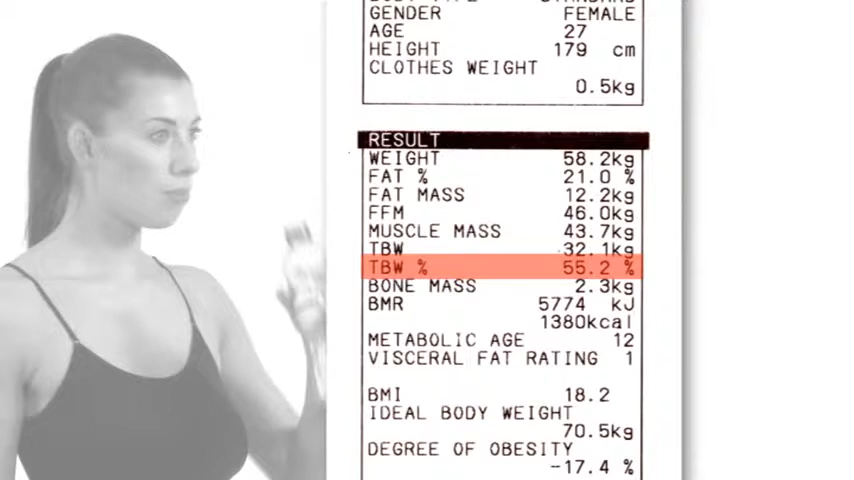 GENDER FEMALE
AGE 27
HEIGHT 179 cm
CLOTHES WEIGHT
0.5kg
RESULT
WEIGHT 58.2kg
FAT % 21.0 %
FAT MASS 12.2kg
FFM 46.0kg
MUSCLE MASS 43.7kg
TBW 32.1kg
TBW % 55.2 %
BONE MASS 2.3kg
BMR 5774 KJ
1380kcal
METABOLIC AGE 12
VISCERAL FAT RATING 1
BMI 18.2
IDEAL BODY WEIGHT
70.5kg
DEGREE OF OBESITY
-17.4 %